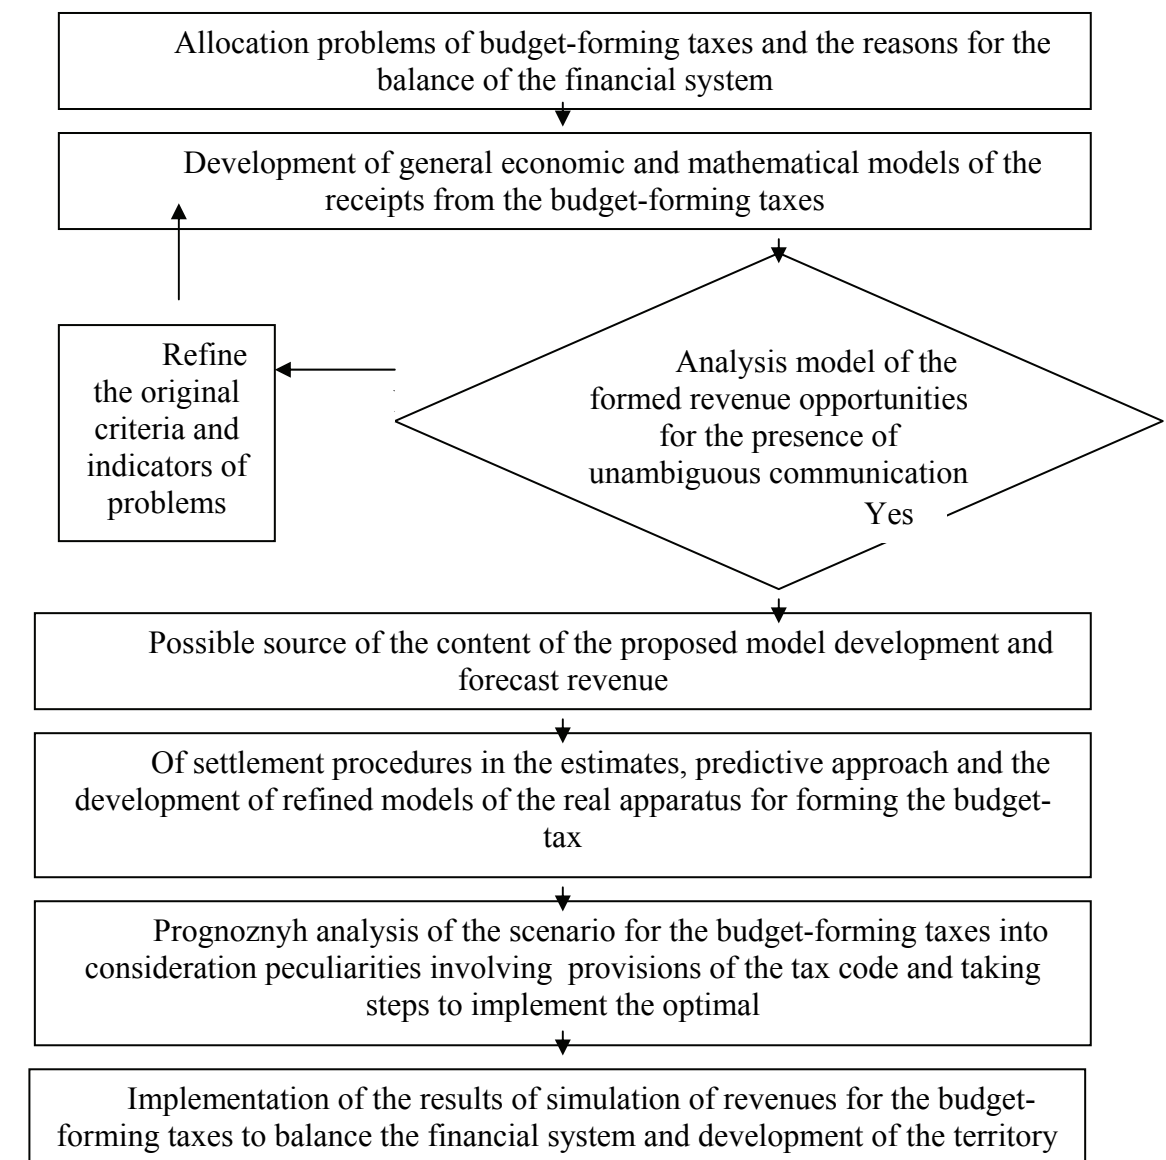 Allocation problems of budget-forming taxes and the reasons for the
balance of the financial system
Development of general economic and mathematical models of the
receipts from the budget-forming taxes
Refine
the original
criteria and
indicators of
problems
Analysis model of the
formed revenue opportunities
for the presence of
unambiguous communication
Yes
Possible source of the content of the proposed model development and
forecast revenue
Of settlement procedures in the estimates, predictive approach and the
development of refined models of the real apparatus for forming the budget-
tax
Prognoznyh analysis of the scenario for the budget-forming taxes into
consideration peculiarities involving provisions of the tax code and taking
steps to implement the optimal
Implementation of the results of simulation of revenues for the budget-
forming taxes to balance the financial system and development of the territory